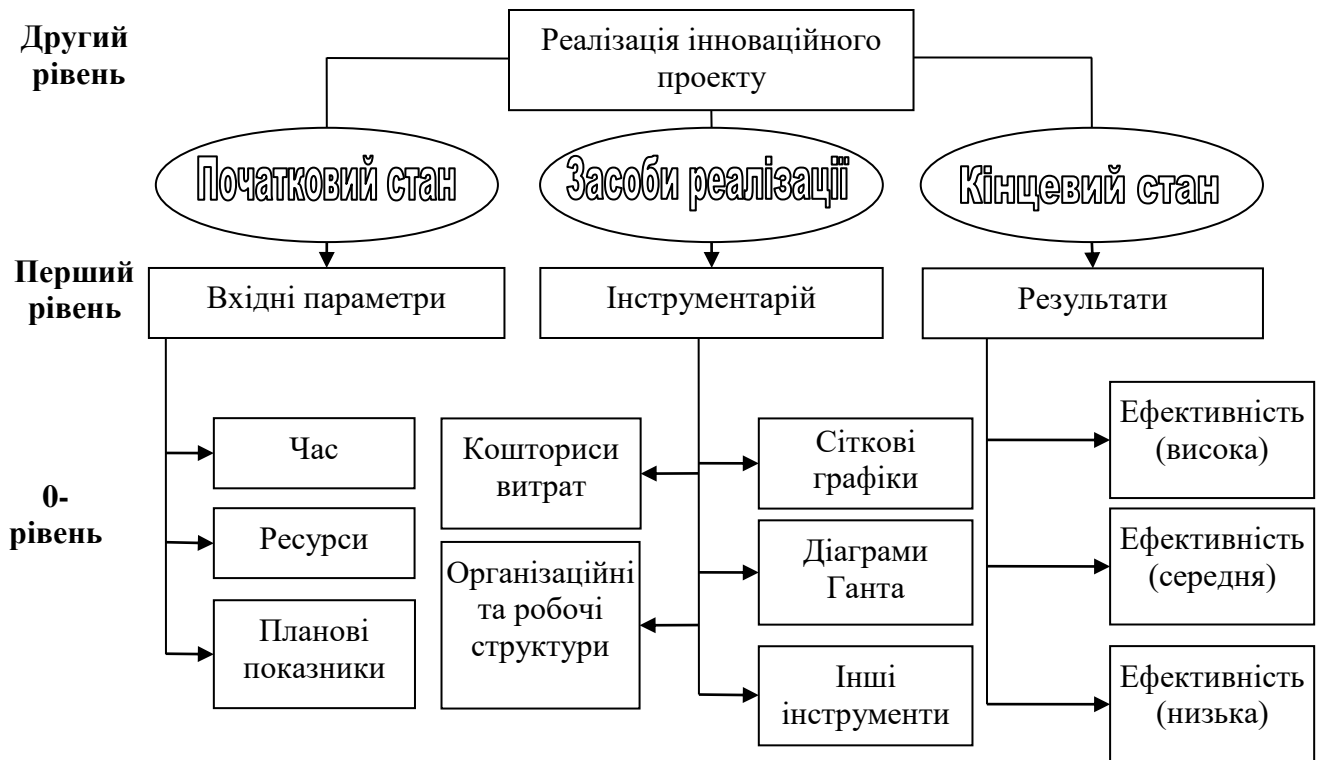 Другий
рівень
Реалізація інноваційного
проекту
Початковий стан
Засоби реалізації
Кінцевий стан
Перший
рівень
Вхідні параметри
Інструментарій
Результати
0-
рівень
Час
Ресурси
Планові
показники
Кошториси
витрат
Організаційні
та робочі
структури
Сіткові
графіки
Діаграми
Ганта
Інші
інструменти
Ефективність
(висока)
Ефективність
(середня)
Ефективність
(низька)